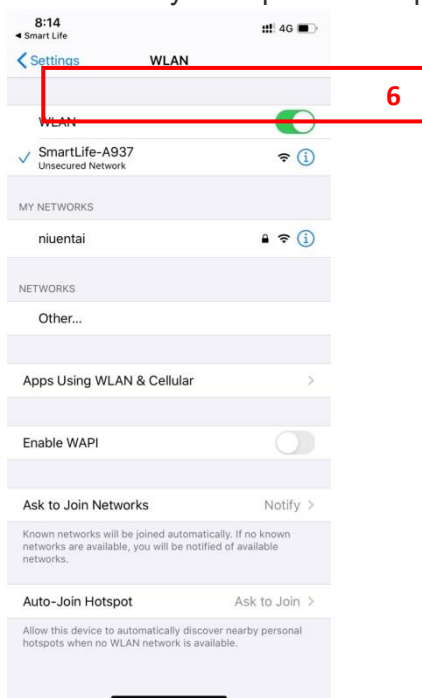 8:14
4G
◀ Smart Life
Settings
WLAN
6
WLAN
SmartLife-A937
Unsecured Network
MY NETWORKS
niuentai
NETWORKS
Other...
Apps Using WLAN & Cellular
Enable WAPI
Ask to Join Networks
Notify
Known networks will be joined automatically. If no known
networks are available, you will be notified of available
networks.
Auto-Join Hotspot
Ask to Join
Allow this device to automatically discover nearby personal
hotspots when no WLAN network is available.